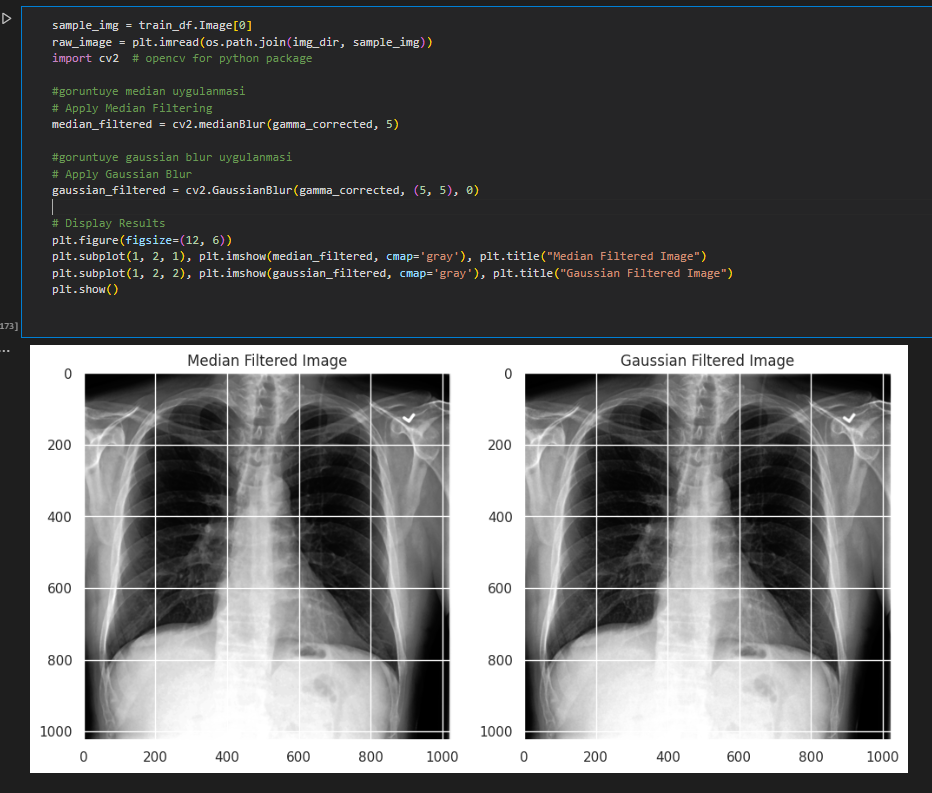 sample_img = train_df.Image[0]
raw_image = plt.imread(os.path.join(img_dir, sample_img))
import cv2  # opencv for python package
#goruntuye median uygulanmasi
# Apply Median Filtering
median_filtered = cv2.medianBlur(gamma_corrected, 5)
#goruntuye gaussian blur uygulanmasi
# Apply Gaussian Blur
gaussian_filtered = cv2.GaussianBlur(gamma_corrected, (5, 5), 0)
# Display Results
plt.figure(figsize=(12, 6))
plt.subplot(1, 2, 1), plt.imshow(median_filtered, cmap='gray'), plt.title("Median Filtered Image")
plt.subplot(1, 2, 2), plt.imshow(gaussian_filtered, cmap='gray'), plt.title("Gaussian Filtered Image")
plt.show()
173]
...
Median Filtered Image
0
200
400
600
800
1000
0 200 400 600 800 1000
Gaussian Filtered Image
0
200
400
600
800
1000
0 200 400 600 800 1000